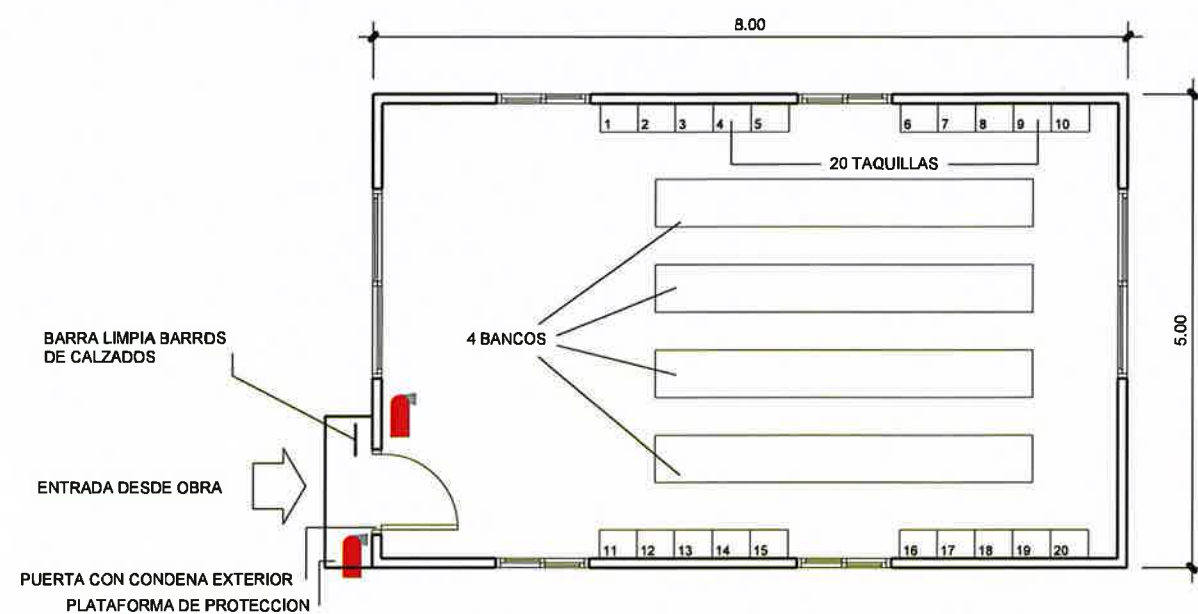 8.00
1 2 3 4 5
6 7 8 9 10
20 TAQUILLAS
5.00
4 BANCOS
BARRA LIMPIA BARROS
DE CALZADOS
ENTRADA DESDE OBRA
11 12 13 14 15
16 17 18 19 20
PUERTA CON CONDENA EXTERIOR
PLATAFORMA DE PROTECCION